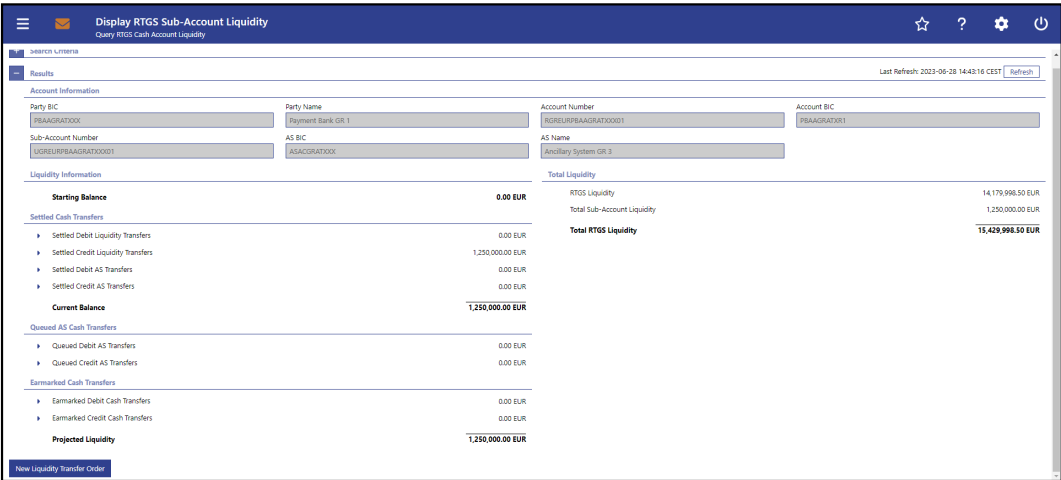 Display RTGS Sub-Account Liquidity
Query RTGS Cash Account Liquidity
Search Criteria
Results
Last Refresh: 2023-06-28 14:43:16 CEST Refresh
Account Information
Party BIC Party Name Account Number Account BIC
PBAAGRATXXX Payment Bank GR 1 RGREURPBAAGRATXXX01 PBAAGRATXR1
Sub-Account Number AS BIC AS Name
UGREURPBAAGRATXXX01 ASACGRATXXX Ancillary System GR 3
Liquidity Information
Starting Balance 0.00 EUR
Settled Cash Transfers
Settled Debit Liquidity Transfers 0.00 EUR
Settled Credit Liquidity Transfers 1,250,000.00 EUR
Settled Debit AS Transfers 0.00 EUR
Settled Credit AS Transfers 0.00 EUR
Current Balance 1,250,000.00 EUR
Queued AS Cash Transfers
Queued Debit AS Transfers 0.00 EUR
Queued Credit AS Transfers 0.00 EUR
Earmarked Cash Transfers
Earmarked Debit Cash Transfers 0.00 EUR
Earmarked Credit Cash Transfers 0.00 EUR
Projected Liquidity 1,250,000.00 EUR
Total Liquidity
RTGS Liquidity 14,179,998.50 EUR
Total Sub-Account Liquidity 1,250,000.00 EUR
Total RTGS Liquidity 15,429,998.50 EUR
New Liquidity Transfer Order